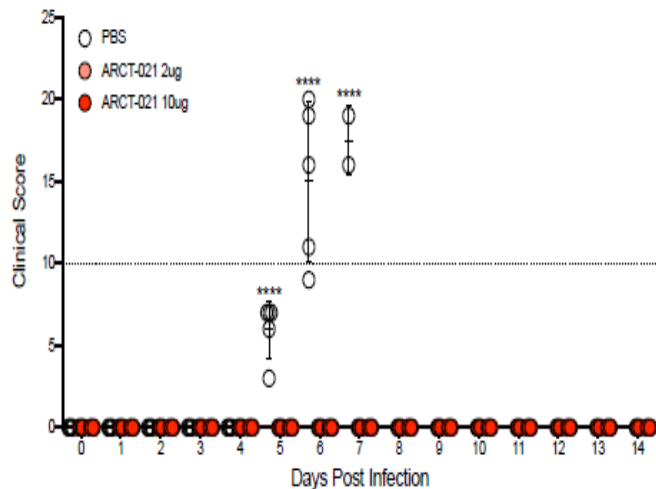 25
20
15
10
5
0
Clinical Score
PBS
ARCT-021 2ug
ARCT-021 10ug
****
****
****
0 1 2 3 4 5 6 7 8 9 10 11 12 13 14
Days Post Infection